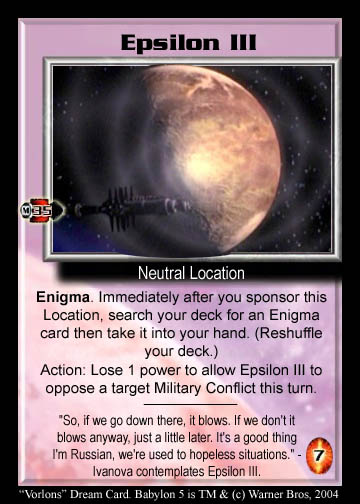 Epsilon III
M 35
Neutral Location
Enigma. Immediately after you sponsor this
Location, search your deck for an Enigma
card then take it into your hand. (Reshuffle
your deck.)
Action: Lose 1 power to allow Epsilon III to
oppose a target Military Conflict this turn.
"So, if we go down there, it blows. If we don't it
blows anyway, just a little later. It's a good thing
I'm Russian, we're used to hopeless situations." -
Ivanova contemplates Epsilon III.
7
“Vorlons” Dream Card. Babylon 5 is TM & (c) Warner Bros, 2004